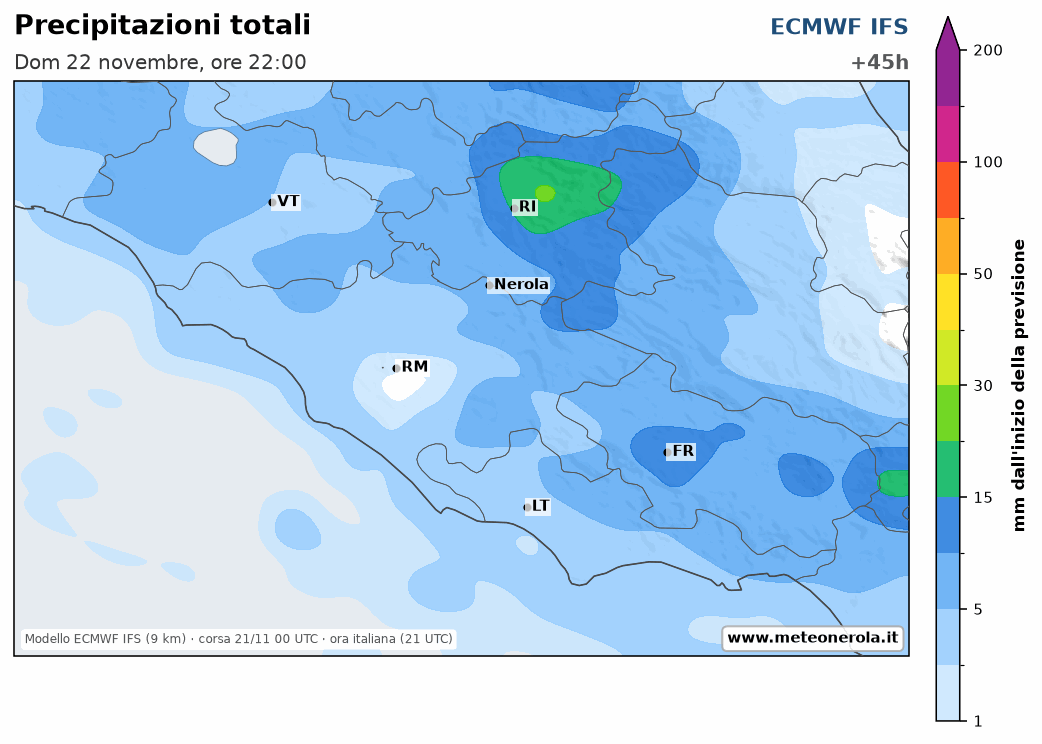 Precipitazioni totali
ECMWF IFS
Dom 22 novembre, ore 22:00
+45h
200
100
50
30
15
5
1
mm dall'inizio della previsione
VT
RI
Nerola
RM
FR
LT
Modello ECMWF IFS (9 km) · corsa 21/11 00 UTC · ora italiana (21 UTC)
www.meteonerola.it